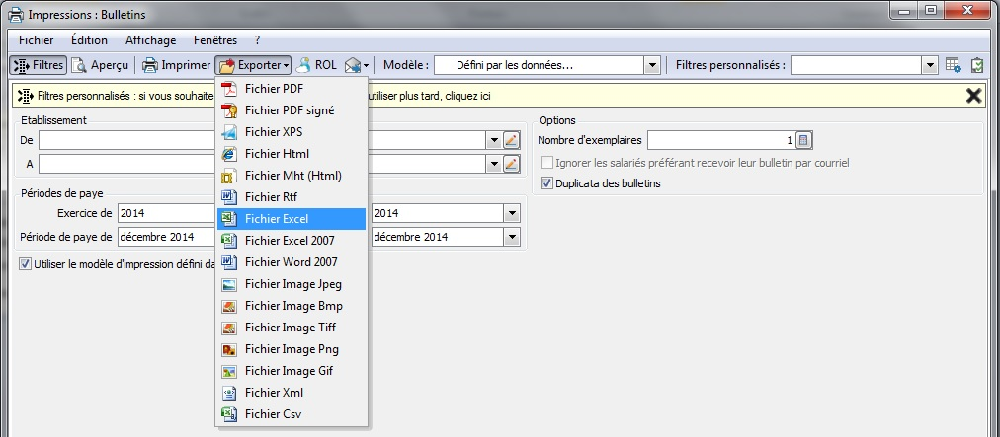 Impressions : Bulletins
Fichier Édition Affichage Fenêtres ?
Filtres Aperçu Imprimer Exporter ROL Modèle : Défini par les données... Filtres personnalisés :
Filtres personnalisés : si vous souhaite utiliser plus tard, cliquez ici
Fichier PDF
Fichier PDF signé
Fichier XPS
Fichier Html
Fichier Mht (Html)
Fichier Rtf
Fichier Excel
Fichier Excel 2007
Fichier Word 2007
Fichier Image Jpeg
Fichier Image Bmp
Fichier Image Tiff
Fichier Image Png
Fichier Image Gif
Fichier Xml
Fichier Csv
Etablissement
De
A
Périodes de paye
Exercice de 2014 2014
Période de paye de décembre 2014 décembre 2014
Utiliser le modèle d'impression défini da
Options
Nombre d'exemplaires 1
Ignorer les salariés préférant recevoir leur bulletin par courriel
Duplicata des bulletins